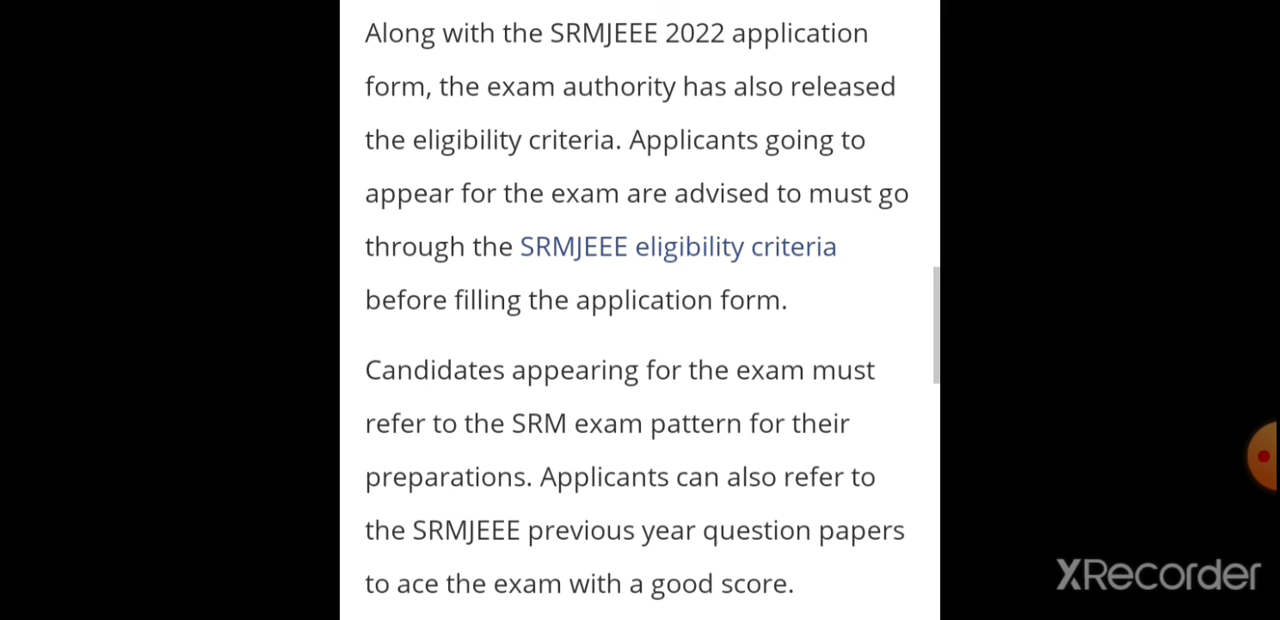 Along with the SRMJEEE 2022 application
form, the exam authority has also released
the eligibility criteria. Applicants going to
appear for the exam are advised to must go
through the SRMJEEE eligibility criteria
before filling the application form.
Candidates appearing for the exam must
refer to the SRM exam pattern for their
preparations. Applicants can also refer to
the SRMJEEE previous year question papers
to ace the exam with a good score.
XRecorder